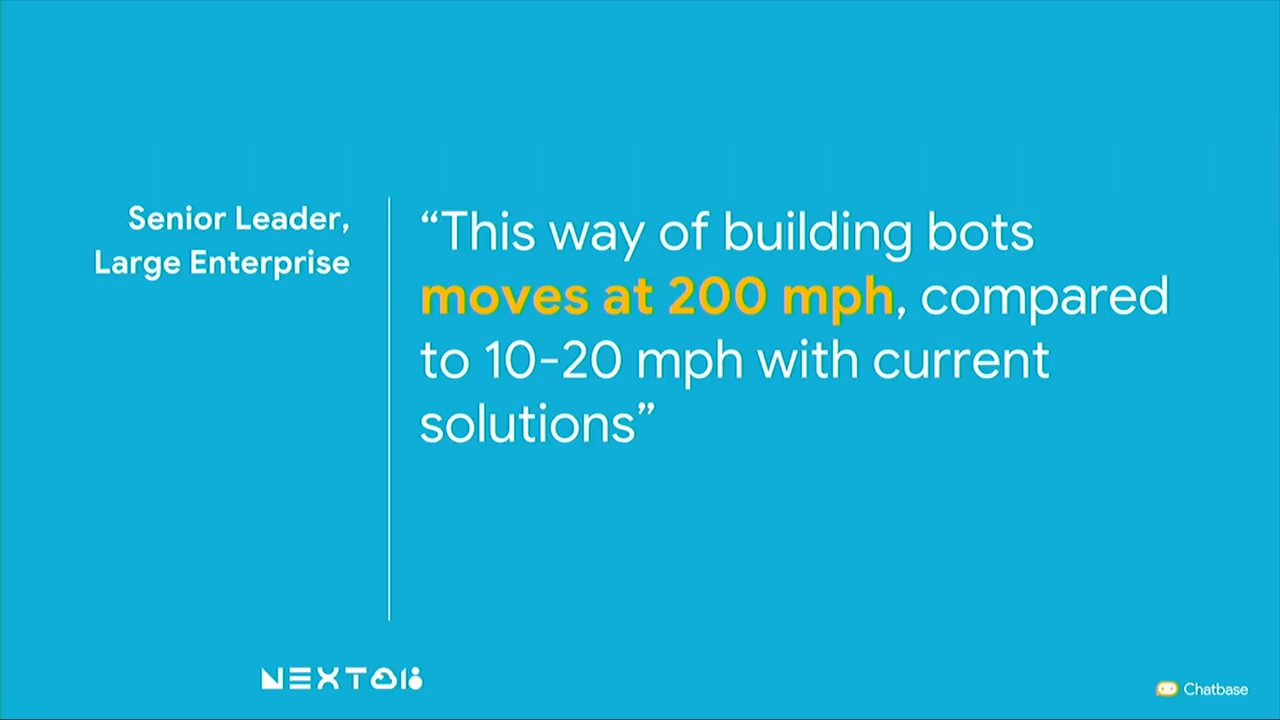 Senior Leader,
Large Enterprise
“This way of building bots
moves at 200 mph, compared
to 10-20 mph with current
solutions”
NEXT18
Chatbase